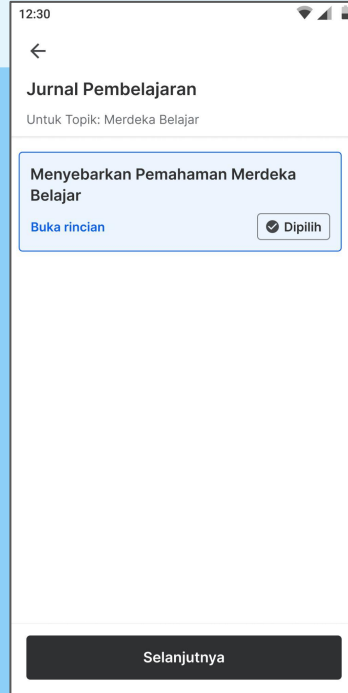 12:30
Jurnal Pembelajaran
Untuk Topik: Merdeka Belajar
Menyebarkan Pemahaman Merdeka
Belajar
Buka rincian
Dipilih
Selanjutnya